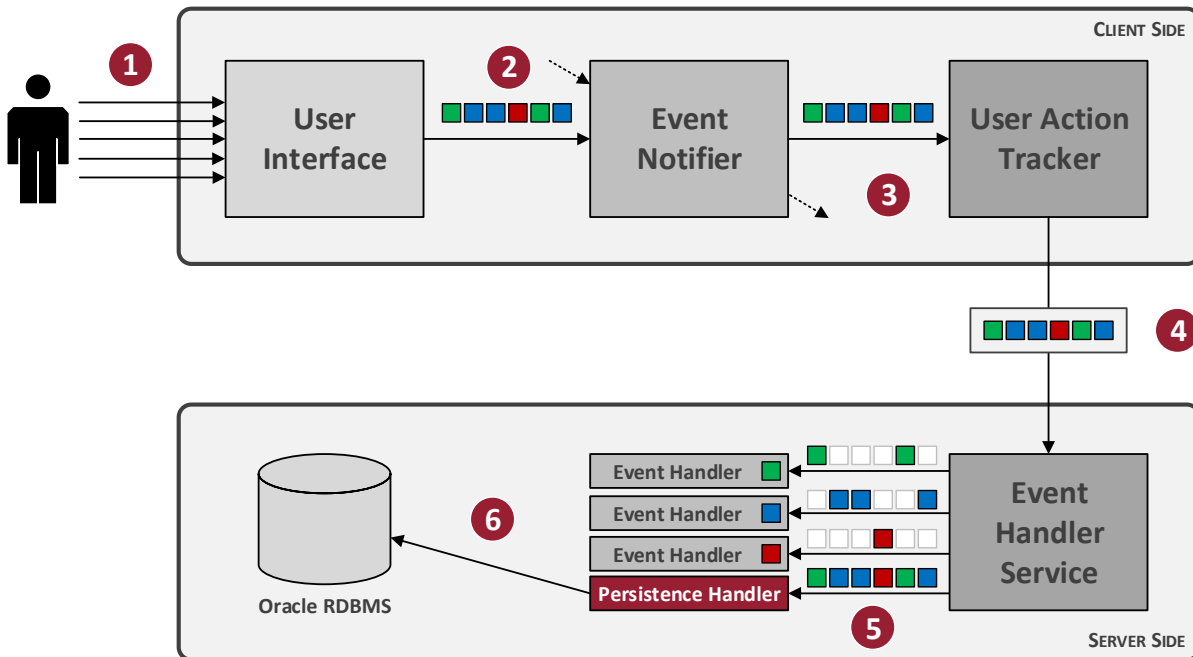 CLIENT SIDE
1
2
User
Interface
Event
Notifier
User Action
Tracker
3
4
Event Handler
Event Handler
Event Handler
Persistence Handler
Event
Handler
Service
6
Oracle RDBMS
5
SERVER SIDE